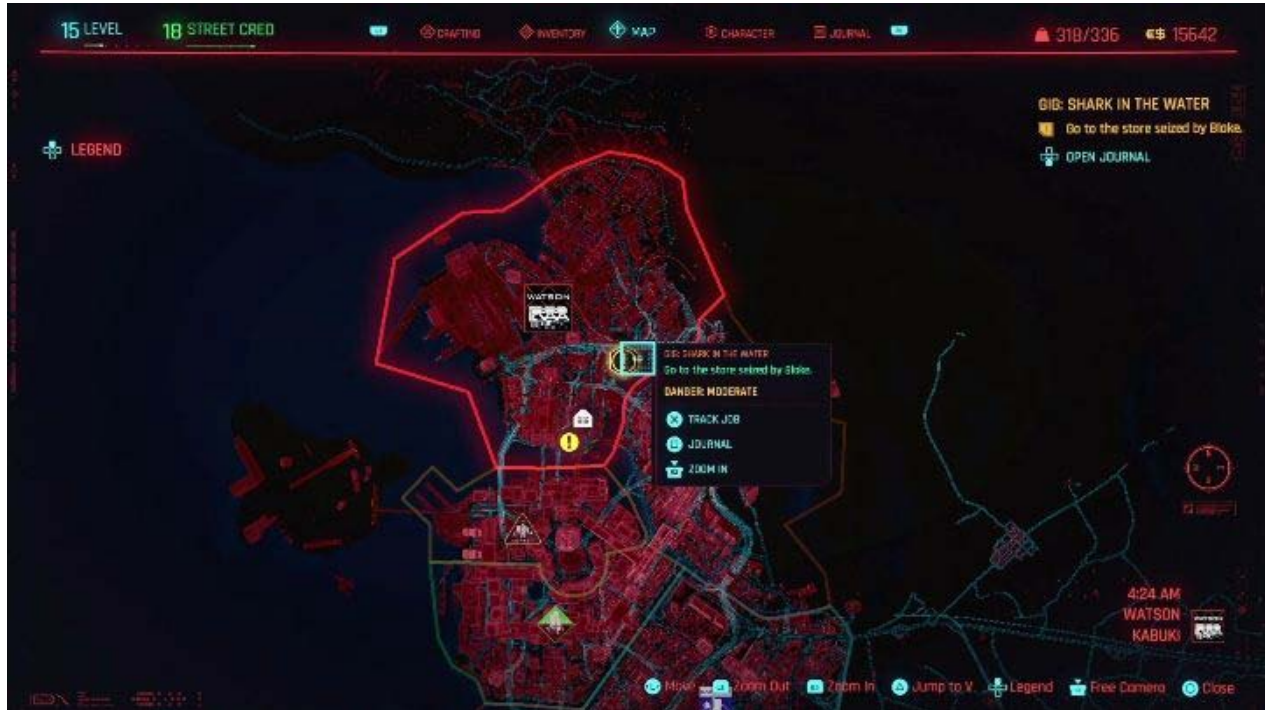 15 LEVEL
18 STREET CRED
CRAFTING
INVENTORY
MAP
CHARACTER
JOURNAL
318/336
€$ 15642
GIG: SHARK IN THE WATER
Go to the store seized by Bloke.
OPEN JOURNAL
LEGEND
WATSON
GIG: SHARK IN THE WATER
Go to the store seized by Bloke.
DANGER: MODERATE
TRACK JOB
JOURNAL
ZOOM IN
4:24 AM
WATSON
KABUKI
Move
Zoom Out
Zoom In
Jump to V
Legend
Free Camera
Close